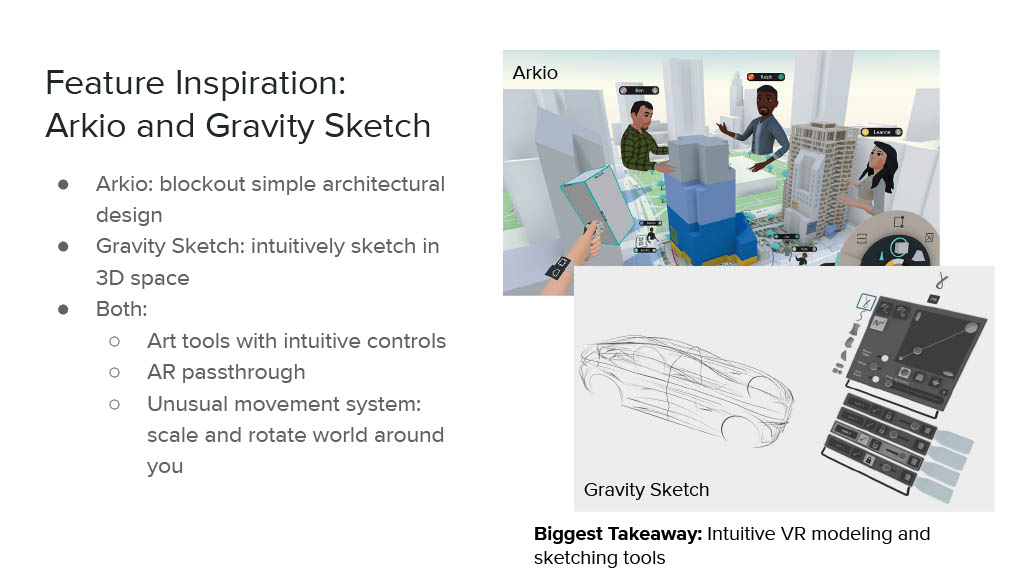 Feature Inspiration:
Arkio and Gravity Sketch
● Arkio: blockout simple architectural
design
● Gravity Sketch: intuitively sketch in
3D space
● Both:
○ Art tools with intuitive controls
○ AR passthrough
○ Unusual movement system:
scale and rotate world around
you
Arkio
Ben
Ralph
Leanne
Gravity Sketch
Biggest Takeaway: Intuitive VR modeling and
sketching tools